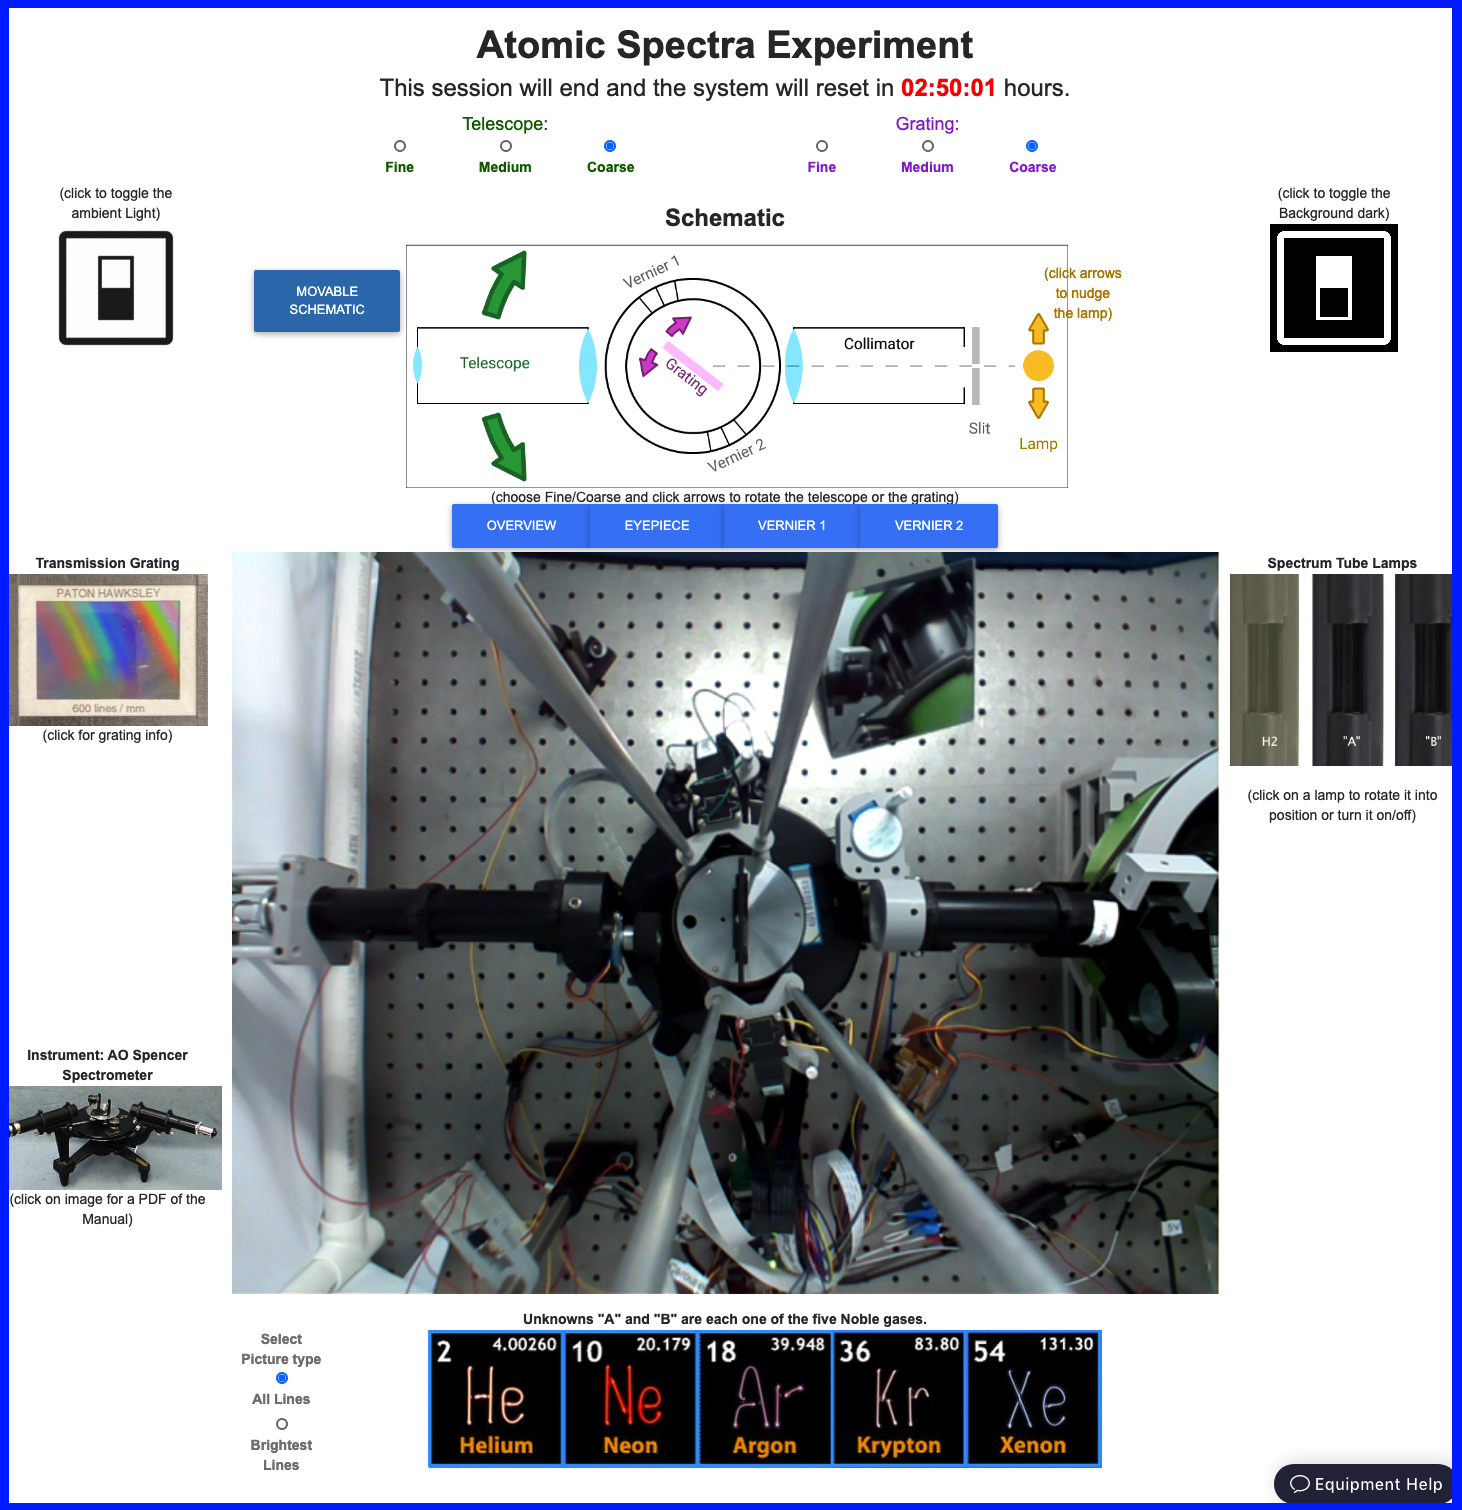 Atomic Spectra Experiment
This session will end and the system will reset in 02:50:01 hours.
Telescope:
Fine
Medium
Coarse
Grating:
Fine
Medium
Coarse
(click to toggle the
ambient Light)
(click to toggle the
Background dark)
Schematic
MOVABLE
SCHEMATIC
Vernier 1
Telescope
Grating
Collimator
Vernier 2
Slit
(click arrows
to nudge
the lamp)
Lamp
(choose Fine/Coarse and click arrows to rotate the telescope or the grating)
OVERVIEW
EYEPIECE
VERNIER 1
VERNIER 2
Transmission Grating
PATON HAWKSLEY
600 lines / mm
(click for grating info)
Spectrum Tube Lamps
H2
"A"
"B"
(click on a lamp to rotate it into
position or turn it on/off)
5V
Instrument: AO Spencer
Spectrometer
(click on image for a PDF of the
Manual)
Unknowns "A" and "B" are each one of the five Noble gases.
Select
Picture type
All Lines
Brightest
Lines
2 4.00260
He
Helium
10 20.179
Ne
Neon
18 39.948
Ar
Argon
36 83.80
Kr
Krypton
54 131.30
Xe
Xenon
Equipment Help